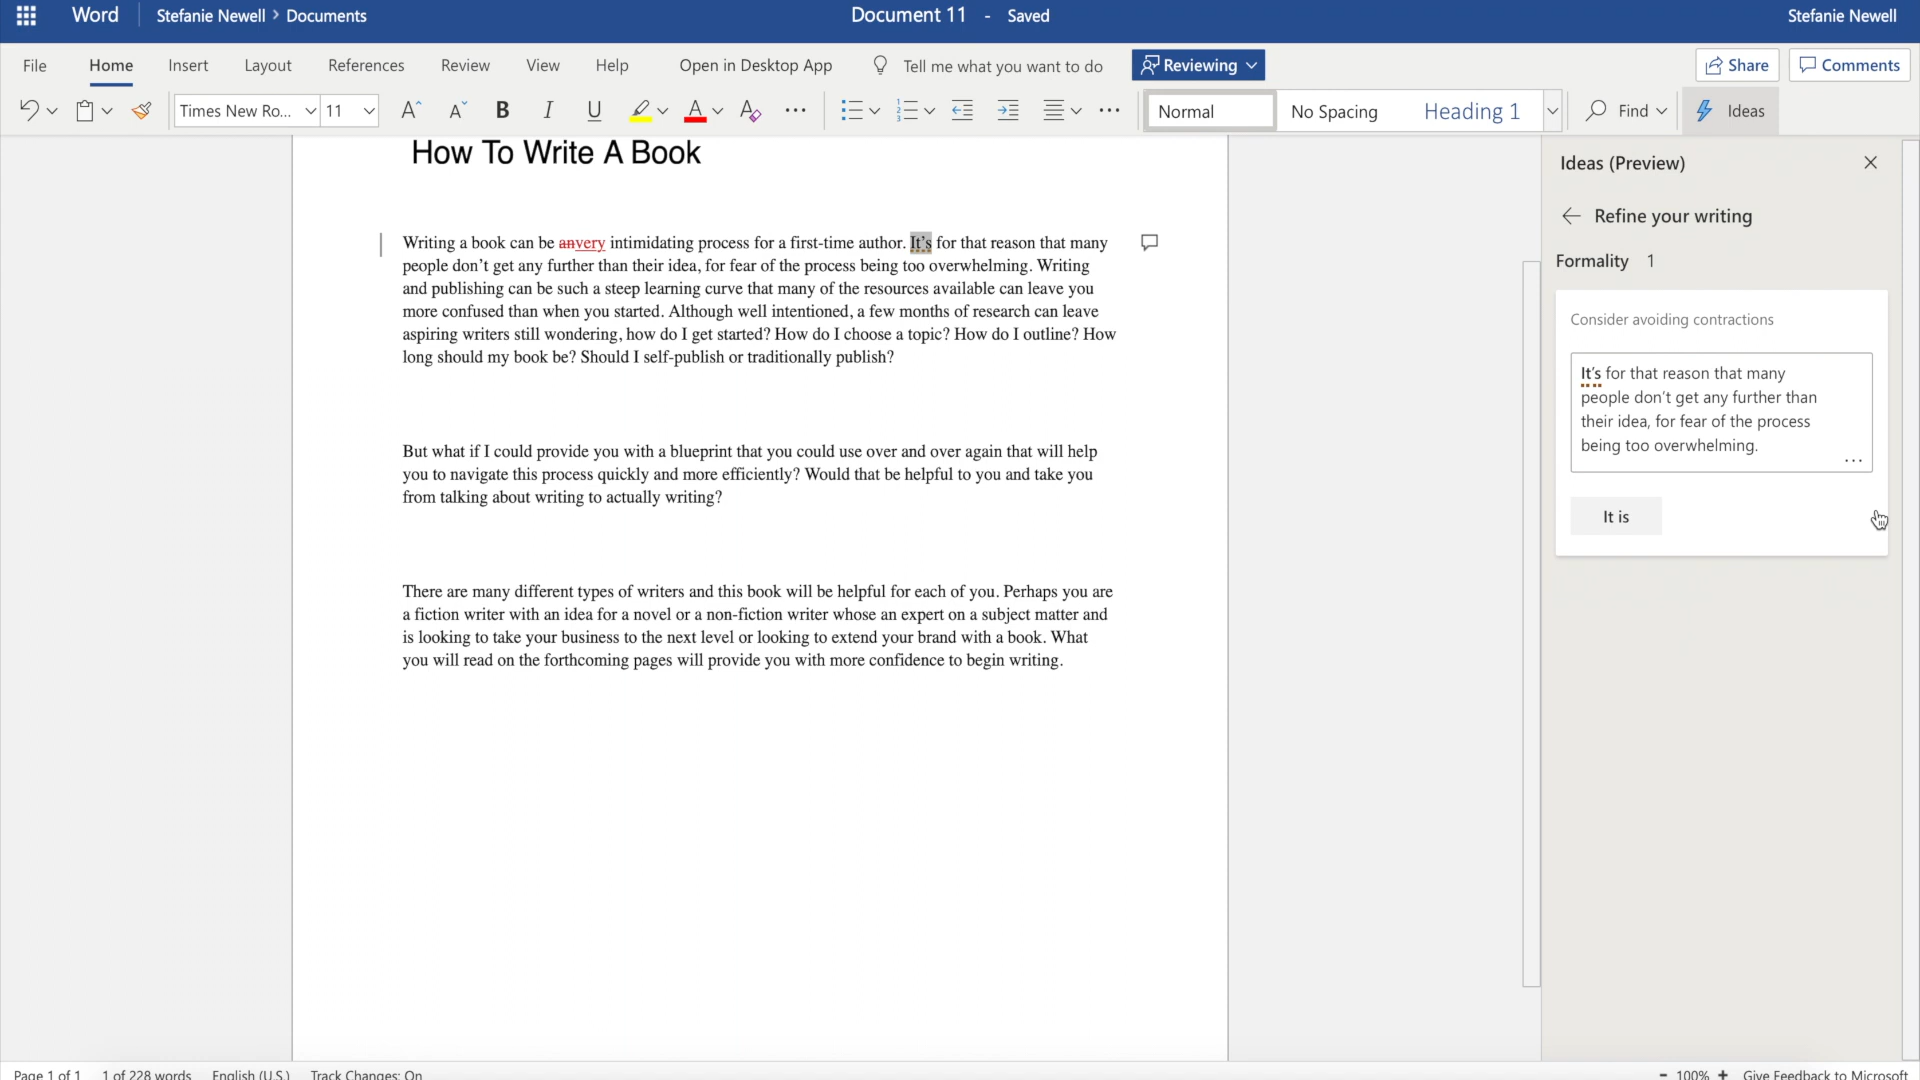 Word Stefanie Newell > Documents Document 11 - Saved Stefanie Newell
File Home Insert Layout References Review View Help Open in Desktop App Tell me what you want to do Reviewing Share Comments
Times New Ro... 11 A A B I U A A ... ... Normal No Spacing Heading 1 Find Ideas
How To Write A Book
Writing a book can be anvery intimidating process for a first-time author. It’s for that reason that many
people don’t get any further than their idea, for fear of the process being too overwhelming. Writing
and publishing can be such a steep learning curve that many of the resources available can leave you
more confused than when you started. Although well intentioned, a few months of research can leave
aspiring writers still wondering, how do I get started? How do I choose a topic? How do I outline? How
long should my book be? Should I self-publish or traditionally publish?
But what if I could provide you with a blueprint that you could use over and over again that will help
you to navigate this process quickly and more efficiently? Would that be helpful to you and take you
from talking about writing to actually writing?
There are many different types of writers and this book will be helpful for each of you. Perhaps you are
a fiction writer with an idea for a novel or a non-fiction writer whose an expert on a subject matter and
is looking to take your business to the next level or looking to extend your brand with a book. What
you will read on the forthcoming pages will provide you with more confidence to begin writing.
Ideas (Preview)
Refine your writing
Formality 1
Consider avoiding contractions
It’s for that reason that many
people don’t get any further than
their idea, for fear of the process
being too overwhelming.
...
It is
Page 1 of 1 1 of 228 words English (U.S.) Track Changes: On - 100% + Give Feedback to Microsoft